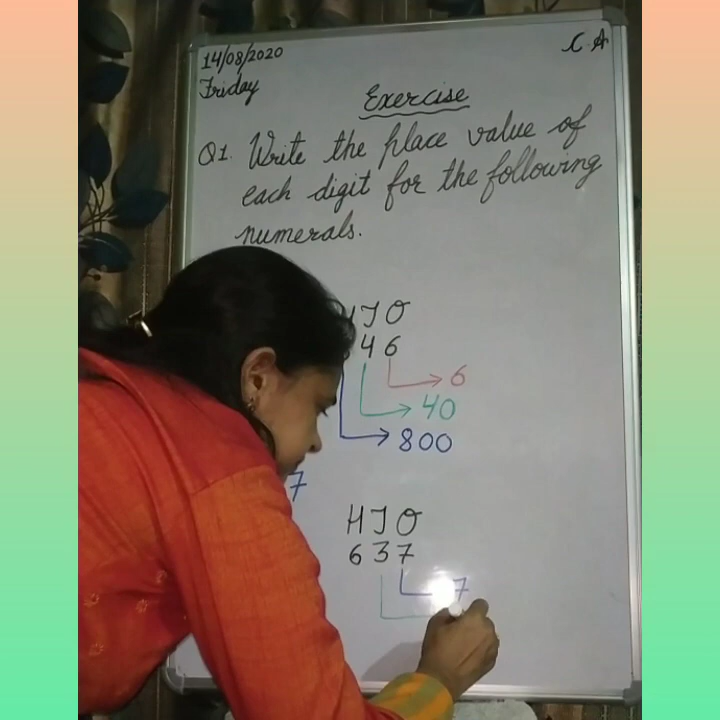 14/08/2020
C A
Friday
Exercise
Q1. Write the place value of
each digit for the following
numerals.
H T O
4 6
6
40
800
7
H T O
6 3 7
7